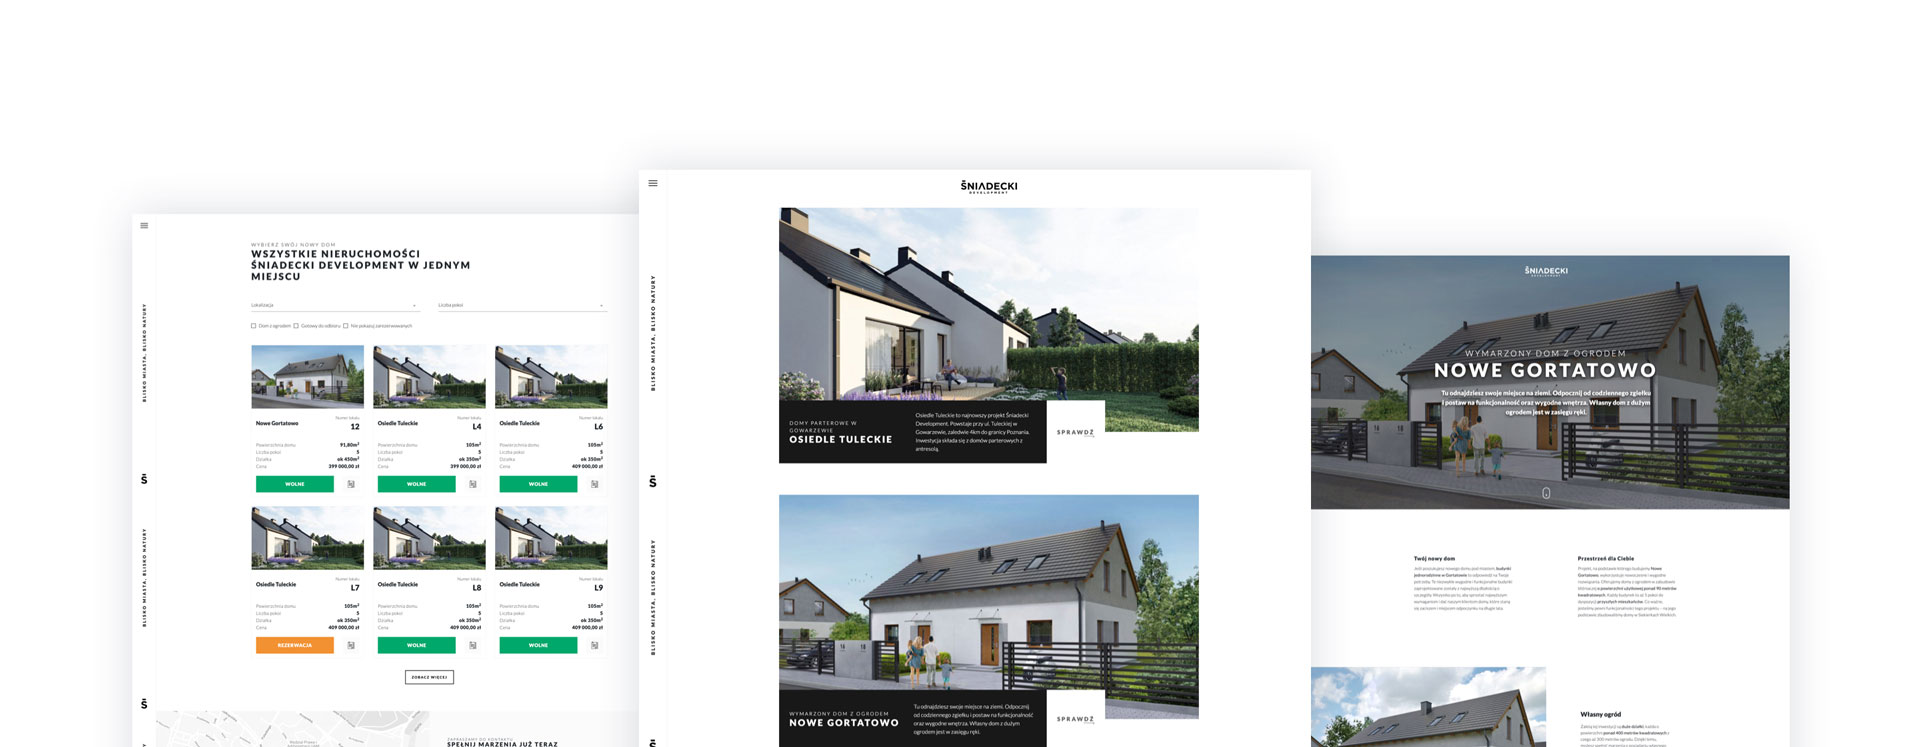 BLISKO MIASTA, BLISKO NATURY
Š
BLISKO MIASTA, BLISKO NATURY
Š
WYBIERZ SWÓJ NOWY DOM
WSZYSTKIE NIERUCHOMOŚCI
ŚNIADECKI DEVELOPMENT W JEDNYM
MIEJSCU
Lokalizacja
Liczba pokoi
Dom z ogrodem
Gotowy do odbioru
Nie pokazuj zarezerwowanych
Numer lokalu
Nowe Gortatowo 12
Powierzchnia domu 91,80m²
Liczba pokoi 5
Działka ok 450m²
Cena 399 000,00 zł
WOLNE
Numer lokalu
Osiedle Tuleckie L4
Powierzchnia domu 105m²
Liczba pokoi 5
Działka ok 350m²
Cena 399 000,00 zł
WOLNE
Numer lokalu
Osiedle Tuleckie L6
Powierzchnia domu 105m²
Liczba pokoi 5
Działka ok 350m²
Cena 409 000,00 zł
WOLNE
Numer lokalu
Osiedle Tuleckie L7
Powierzchnia domu 105m²
Liczba pokoi 5
Działka ok 350m²
Cena 409 000,00 zł
REZERWACJA
Numer lokalu
Osiedle Tuleckie L8
Powierzchnia domu 105m²
Liczba pokoi 5
Działka ok 350m²
Cena 409 000,00 zł
WOLNE
Numer lokalu
Osiedle Tuleckie L9
Powierzchnia domu 105m²
Liczba pokoi 5
Działka ok 350m²
Cena 409 000,00 zł
WOLNE
ZOBACZ WIĘCEJ
ZAPRASZAMY DO KONTAKTU
SPEŁNIJ MARZENIA JUŻ TERAZ
BLISKO MIASTA, BLISKO NATURY
Š
BLISKO MIASTA, BLISKO NATURY
Š
ŚNIADECKI
DEVELOPMENT
DOMY PARTEROWE W
GOWARZEWIE
OSIEDLE TULECKIE
Osiedle Tuleckie to najnowszy projekt Śniadecki
Development. Powstaje przy ul. Tuleckiej w
Gowarzewie, zaledwie 4km do granicy Poznania.
Inwestycja składa się z domów parterowych z
antresolą.
SPRAWDŹ
16 18
WYMARZONY DOM Z OGRODEM
NOWE GORTATOWO
Tu odnajdziesz swoje miejsce na ziemi. Odpocznij
od codziennego zgiełku i postaw na funkcjonalność
oraz wygodne wnętrza. Własny dom z dużym
ogrodem jest w zasięgu ręki.
SPRAWDŹ
ŚNIADECKI
DEVELOPMENT
WYMARZONY DOM Z OGRODEM
NOWE GORTATOWO
Tu odnajdziesz swoje miejsce na ziemi. Odpocznij od codziennego zgiełku
i postaw na funkcjonalność oraz wygodne wnętrza. Własny dom z dużym
ogrodem jest w zasięgu ręki.
16 18
Twój nowy dom
Przestrzeń dla Ciebie
Własny ogród